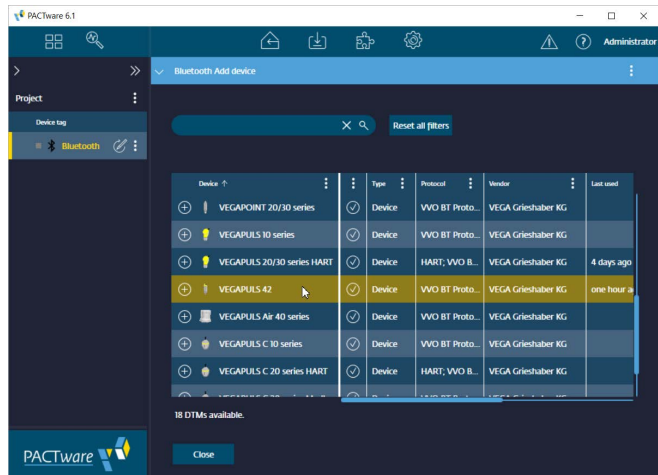 PACTware 6.1
Administrator
Bluetooth Add device
Project
Device tag
Bluetooth
Reset all filters
Device Type Protocol Vendor Last used
VEGAPOINT 20/30 series Device VVO BT Proto... VEGA Grieshaber KG
VEGAPULS 10 series Device VVO BT Proto... VEGA Grieshaber KG
VEGAPULS 20/30 series HART Device HART; VVO B... VEGA Grieshaber KG 4 days ago
VEGAPULS 42 Device VVO BT Proto... VEGA Grieshaber KG one hour a
VEGAPULS Air 40 series Device VVO BT Proto... VEGA Grieshaber KG
VEGAPULS C 10 series Device VVO BT Proto... VEGA Grieshaber KG
VEGAPULS C 20 series HART Device HART; VVO B... VEGA Grieshaber KG
18 DTMs available.
Close
PACTware